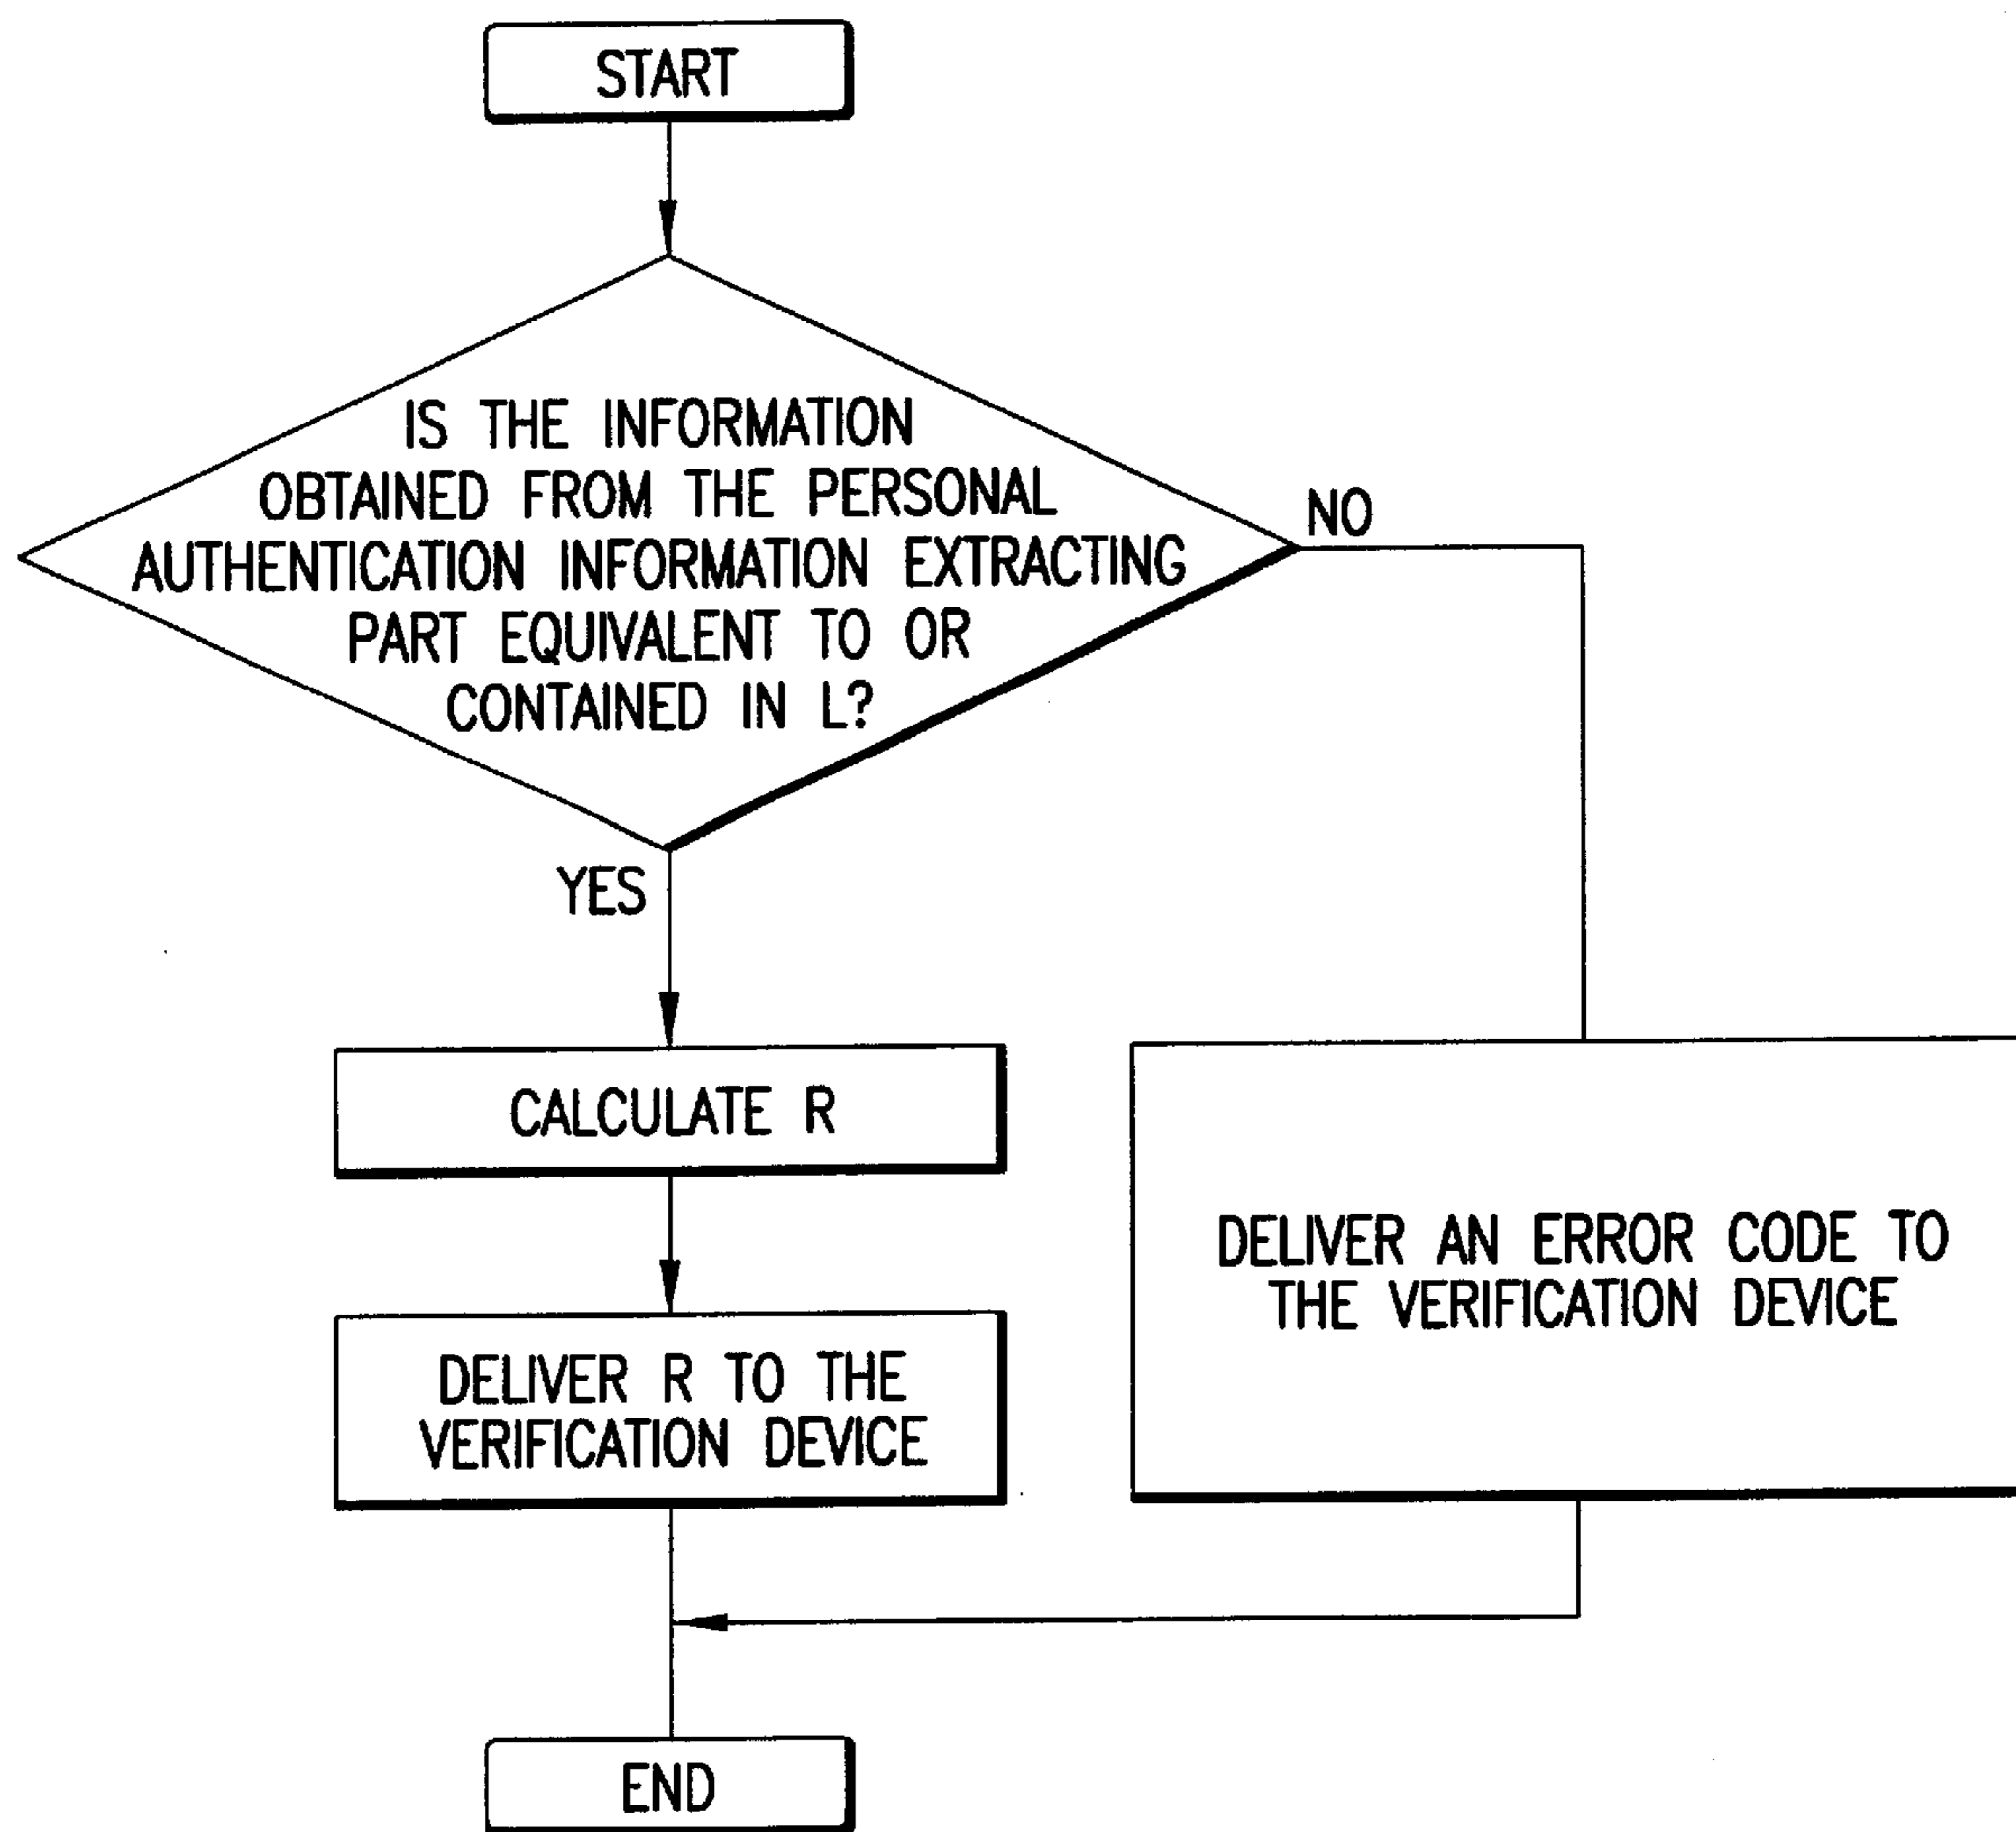 START
IS THE INFORMATION
OBTAINED FROM THE PERSONAL
AUTHENTICATION INFORMATION EXTRACTING
PART EQUIVALENT TO OR
CONTAINED IN L?
NO
YES
CALCULATE R
DELIVER R TO THE
VERIFICATION DEVICE
DELIVER AN ERROR CODE TO
THE VERIFICATION DEVICE
END